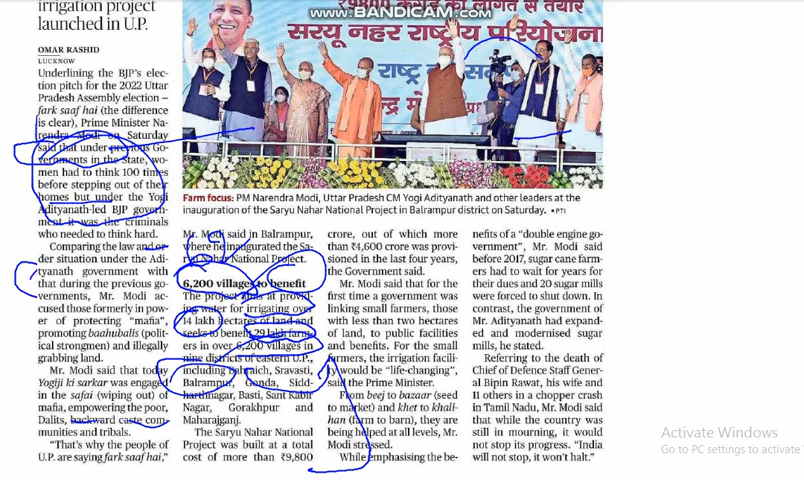 irrigation project
launched in U.P.
OMAR RASHID
LUCKNOW
Underlining the BJP's elec-
tion pitch for the 2022 Uttar
Pradesh Assembly election –
fark saaf hai (the difference
is clear), Prime Minister Na-
rendra Modi on Saturday
said that under previous Go-
vernments in the State, wo-
men had to think 100 times
before stepping out of their
homes but under the Yogi
Adityanath-led BJP govern-
ment it was the criminals
who needed to think hard.
Comparing the law and or-
der situation under the Adi-
tyanath government with
that during the previous go-
vernments, Mr. Modi ac-
cused those formerly in pow-
er of protecting "mafia",
promoting baahubalis (polit-
ical strongmen) and illegally
grabbing land.
Mr. Modi said that today
Yogiji ki sarkar was engaged
in the safai (wiping out) of
mafia, empowering the poor,
Dalits, backward caste com-
munities and tribals.
"That's why the people of
U.P. are saying fark saaf hai,"
www.BANDICAM.com
₹9800 करोड़ की लागत से तैयार
सरयू नहर राष्ट्रीय परियोजना
राष्ट्र
Farm focus: PM Narendra Modi, Uttar Pradesh CM Yogi Adityanath and other leaders at the
inauguration of the Saryu Nahar National Project in Balrampur district on Saturday. • PTI
Mr. Modi said in Balrampur,
where he inaugurated the Sa-
ryu Nahar National Project.
6,200 villages to benefit
The project aims at provid-
ing water for irrigating over
14 lakh hectares of land and
seeks to benefit 29 lakh farm-
ers in over 6,200 villages in
nine districts of eastern U.P.,
including Bahraich, Sravasti,
Balrampur, Gonda, Sidd-
harthnagar, Basti, Sant Kabir
Nagar, Gorakhpur and
Maharajganj.
The Saryu Nahar National
Project was built at a total
cost of more than ₹9,800
crore, out of which more
than ₹4,600 crore was provi-
sioned in the last four years,
the Government said.
Mr. Modi said that for the
first time a government was
linking small farmers, those
with less than two hectares
of land, to public facilities
and benefits. For the small
farmers, the irrigation facili-
ty would be "life-changing",
said the Prime Minister.
From beej to bazaar (seed
to market) and khet to khali-
han (farm to barn), they are
being helped at all levels, Mr.
Modi stressed.
While emphasising the be-
nefits of a "double engine go-
vernment", Mr. Modi said
before 2017, sugar cane farm-
ers had to wait for years for
their dues and 20 sugar mills
were forced to shut down. In
contrast, the government of
Mr. Adityanath had expand-
ed and modernised sugar
mills, he stated.
Referring to the death of
Chief of Defence Staff Gener-
al Bipin Rawat, his wife and
11 others in a chopper crash
in Tamil Nadu, Mr. Modi said
that while the country was
still in mourning, it would
not stop its progress. "India
will not stop, it won't halt."
Activate Windows
Go to PC settings to activate